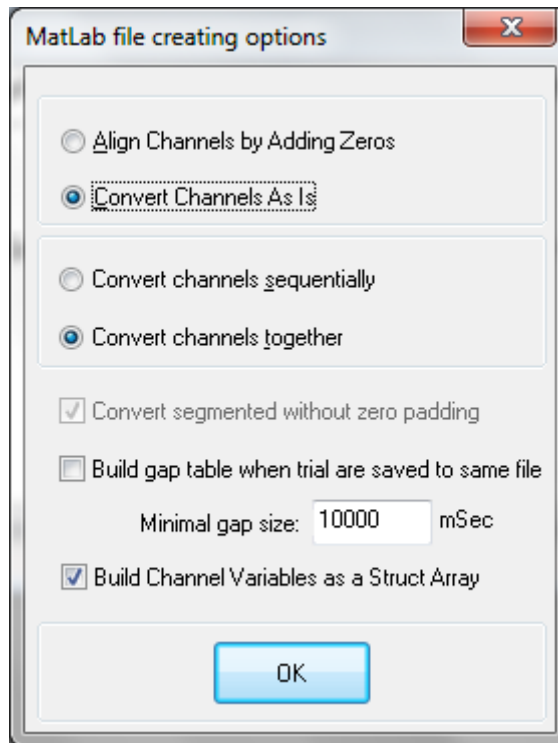 MatLab file creating options
Align Channels by Adding Zeros
Convert Channels As Is
Convert channels sequentially
Convert channels together
Convert segmented without zero padding
Build gap table when trial are saved to same file
Minimal gap size: 10000 mSec
Build Channel Variables as a Struct Array
OK